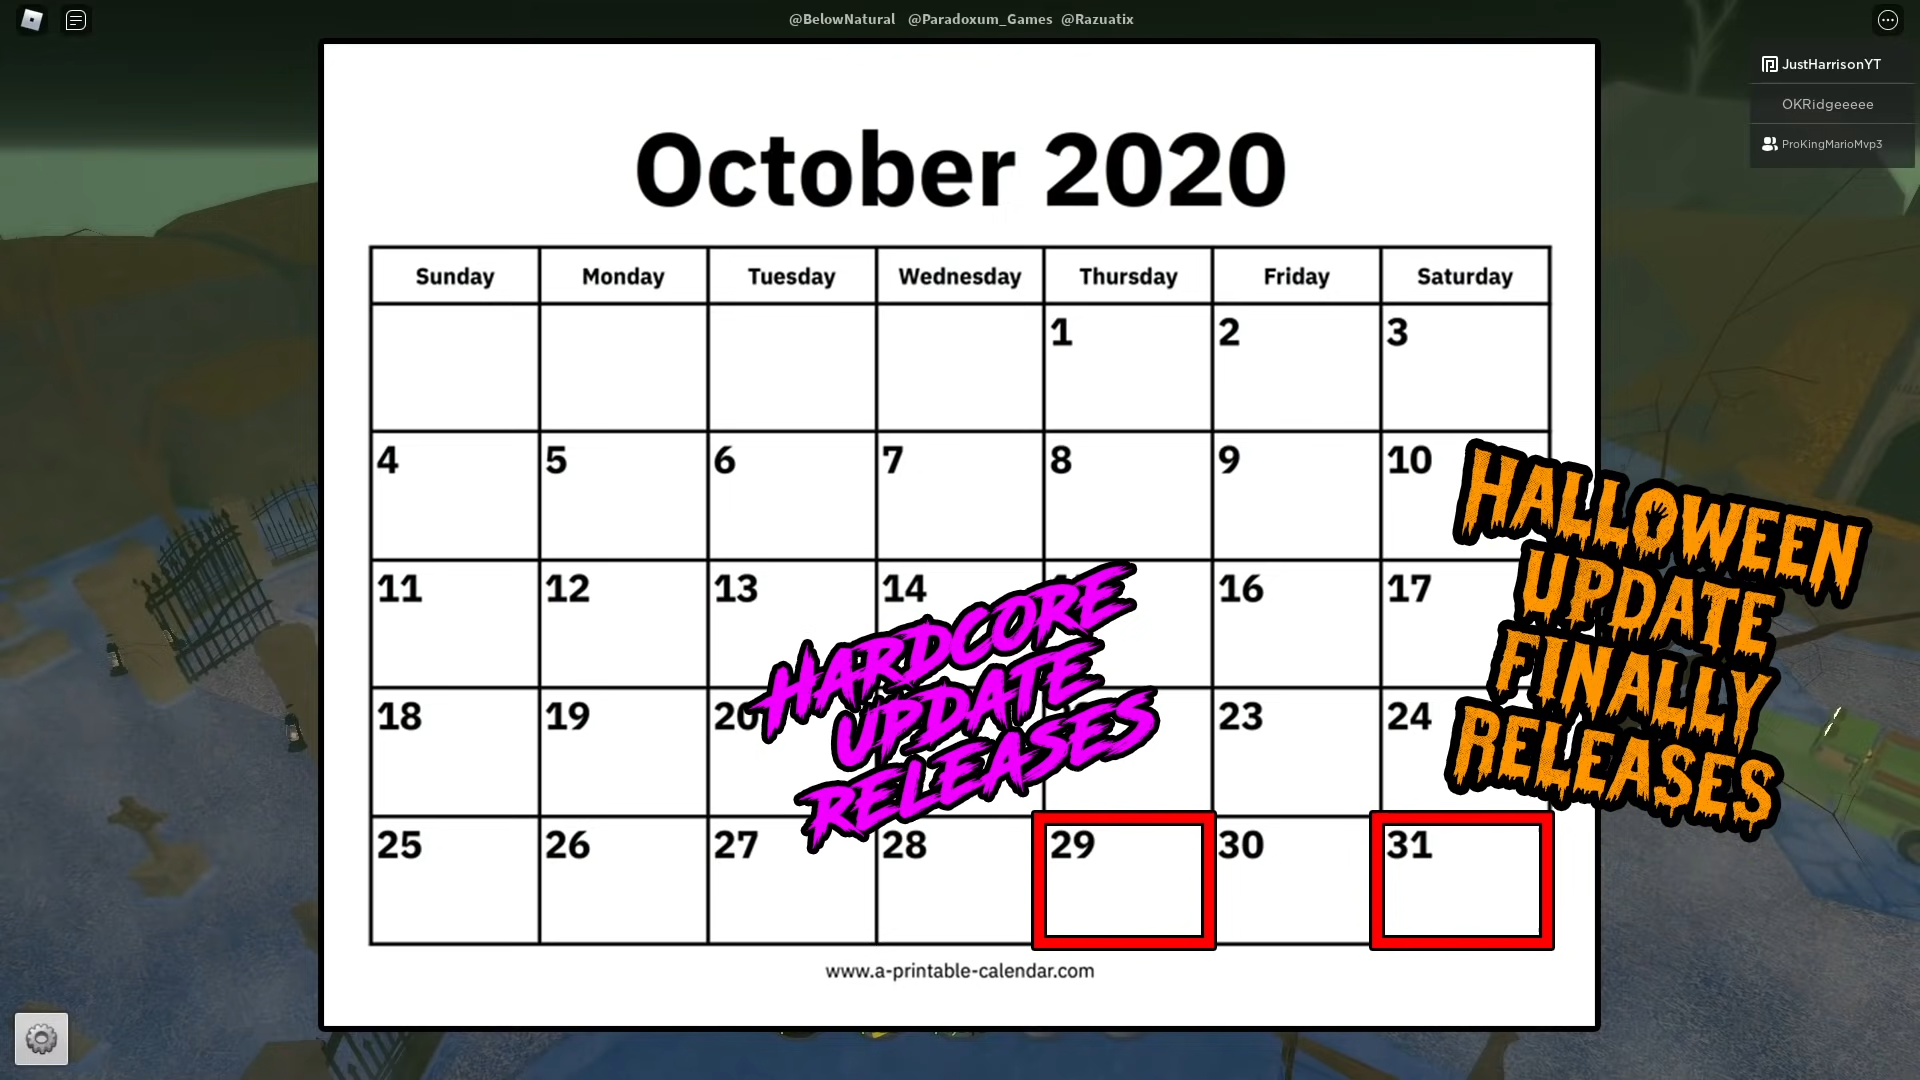 @BelowNatural @Paradoxum_Games @Razuatix
JustHarrisonYT
OKRidgeeeee
ProKingMarioMvp3
October 2020
Sunday Monday Tuesday Wednesday Thursday Friday Saturday
1 2 3
4 5 6 7 8 9 10
11 12 13 14 16 17
18 19 20 23 24
25 26 27 28 29 30 31
HARDCORE
UPDATE
RELEASES
HALLOWEEN
UPDATE
FINALLY
RELEASES
www.a-printable-calendar.com